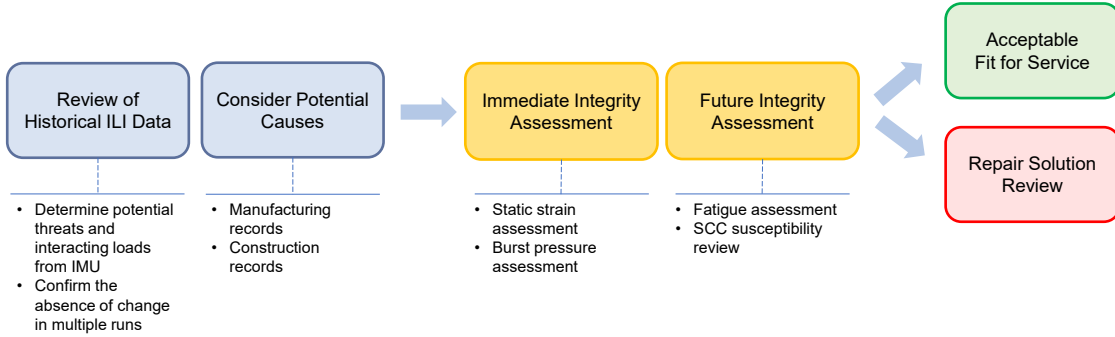 Review of
Historical ILI Data
Consider Potential
Causes
Immediate Integrity
Assessment
Future Integrity
Assessment
Acceptable
Fit for Service
Repair Solution
Review
• Determine potential
threats and
interacting loads
from IMU
• Confirm the
absence of change
in multiple runs
• Manufacturing
records
• Construction
records
• Static strain
assessment
• Burst pressure
assessment
• Fatigue assessment
• SCC susceptibility
review